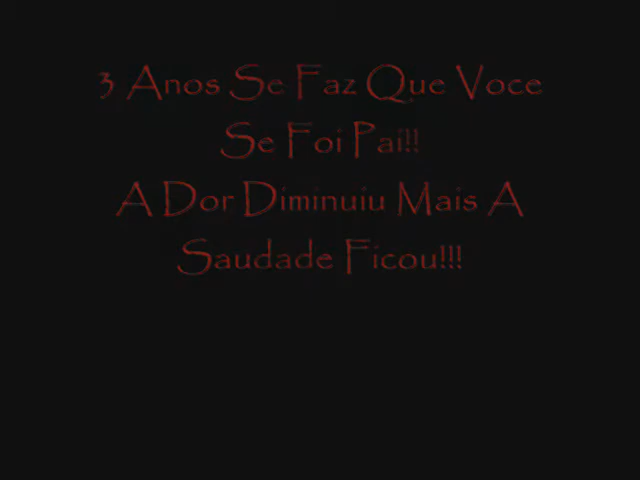 3 Anos Se Faz Que Voce
Se Foi Pai!!
A Dor Diminuiu Mais A
Saudade Ficou!!!